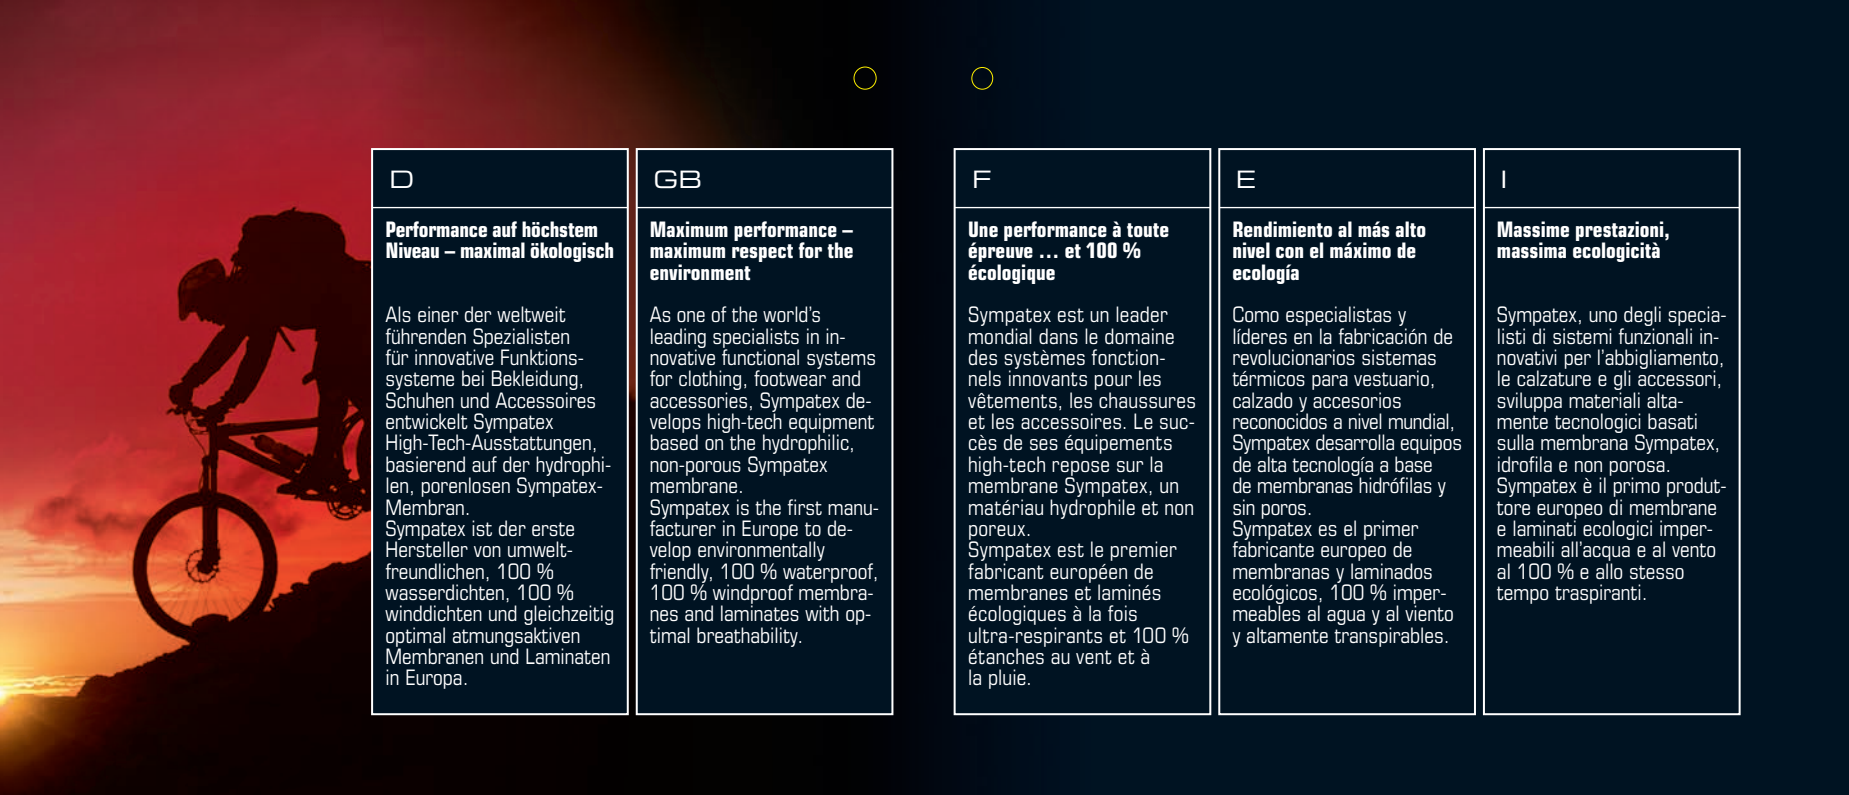 D
Performance auf höchstem
Niveau – maximal ökologisch
Als einer der weltweit
führenden Spezialisten
für innovative Funktions-
systeme bei Bekleidung,
Schuhen und Accessoires
entwickelt Sympatex
High-Tech-Ausstattungen,
basierend auf der hydrophi-
len, porenlosen Sympatex-
Membran.
Sympatex ist der erste
Hersteller von umwelt-
freundlichen, 100 %
wasserdichten, 100 %
winddichten und gleichzeitig
optimal atmungsaktiven
Membranen und Laminaten
in Europa.
GB
Maximum performance –
maximum respect for the
environment
As one of the world's
leading specialists in in-
novative functional systems
for clothing, footwear and
accessories, Sympatex de-
velops high-tech equipment
based on the hydrophilic,
non-porous Sympatex
membrane.
Sympatex is the first manu-
facturer in Europe to de-
velop environmentally
friendly, 100 % waterproof,
100 % windproof membra-
nes and laminates with op-
timal breathability.
F
Une performance à toute
épreuve ... et 100 %
écologique
Sympatex est un leader
mondial dans le domaine
des systèmes fonction-
nels innovants pour les
vêtements, les chaussures
et les accessoires. Le suc-
cès de ses équipements
high-tech repose sur la
membrane Sympatex, un
matériau hydrophile et non
poreux.
Sympatex est le premier
fabricant européen de
membranes et laminés
écologiques à la fois
ultra-respirants et 100 %
étanches au vent et à
la pluie.
E
Rendimiento al más alto
nivel con el máximo de
ecología
Como especialistas y
líderes en la fabricación de
revolucionarios sistemas
térmicos para vestuario,
calzado y accesorios
reconocidos a nivel mundial,
Sympatex desarrolla equipos
de alta tecnología a base
de membranas hidrófilas y
sin poros.
Sympatex es el primer
fabricante europeo de
membranas y laminados
ecológicos, 100 % imper-
meables al agua y al viento
y altamente transpirables.
I
Massime prestazioni,
massima ecologicità
Sympatex, uno degli specia-
listi di sistemi funzionali in-
novativi per l'abbigliamento,
le calzature e gli accessori,
sviluppa materiali alta-
mente tecnologici basati
sulla membrana Sympatex,
idrofila e non porosa.
Sympatex è il primo produt-
tore europeo di membrane
e laminati ecologici imper-
meabili all'acqua e al vento
al 100 % e allo stesso
tempo traspiranti.